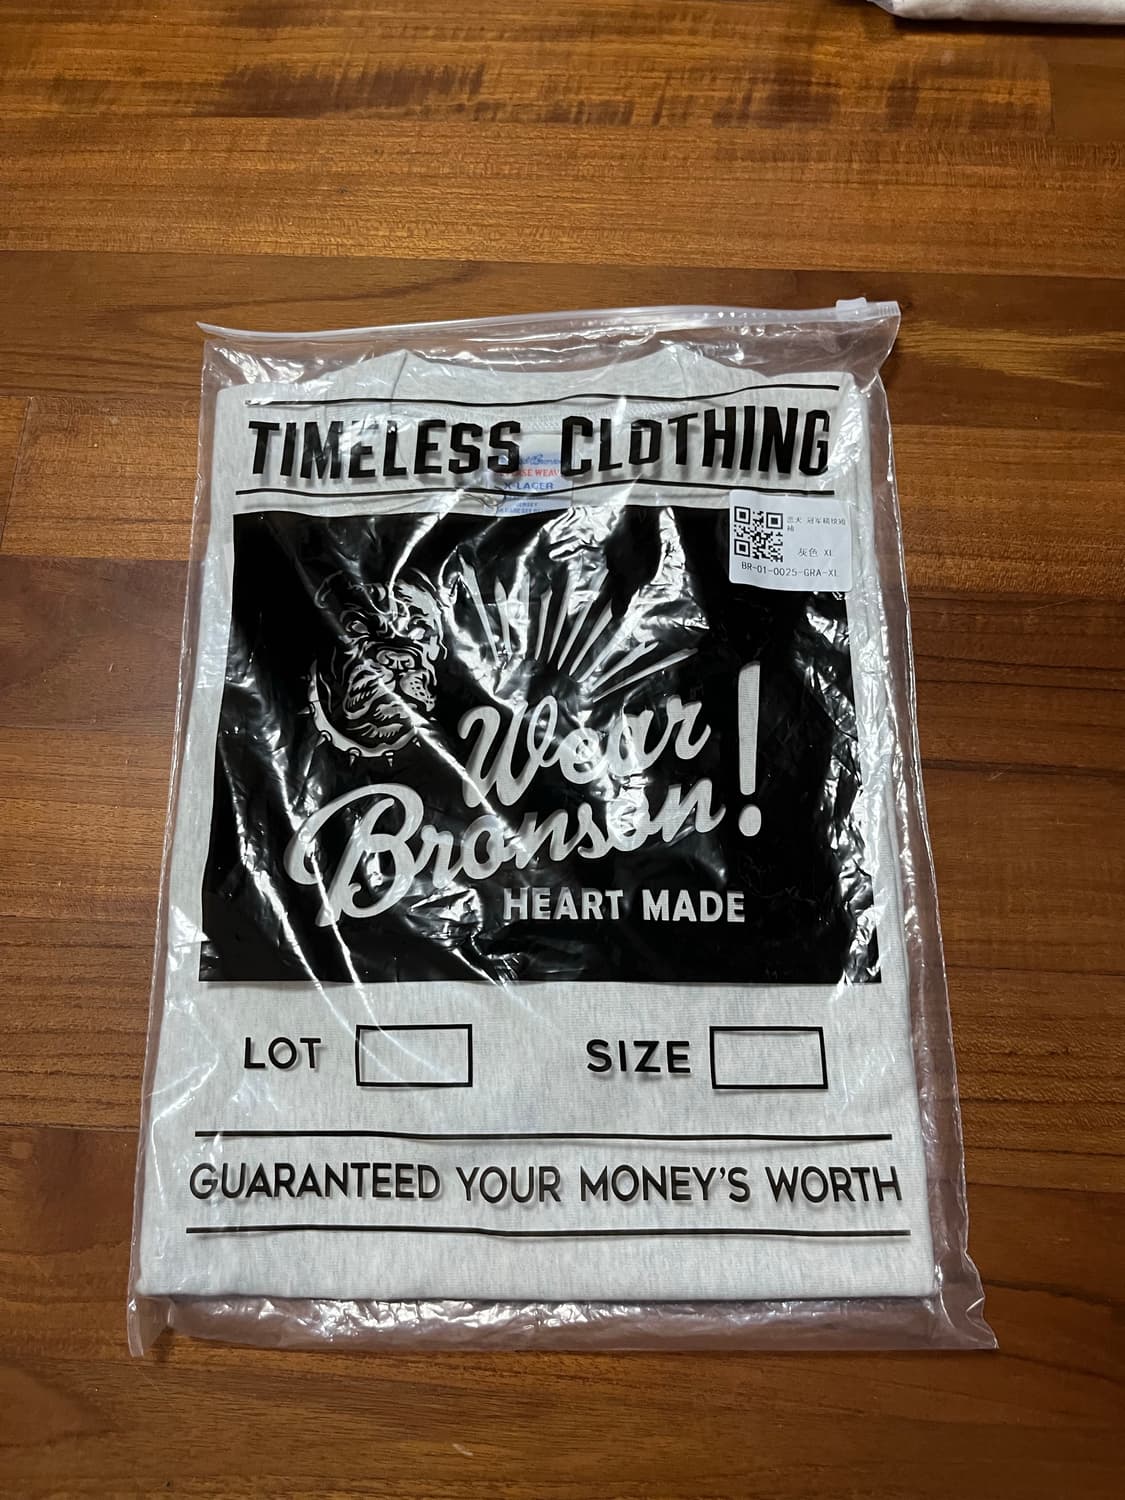 TIMELESS CLOTHING
X-LAGER
灰色 XL
BR-01-0025-GRA-XL
Wear
Bronson!
HEART MADE
LOT
SIZE
GUARANTEED YOUR MONEY'S WORTH